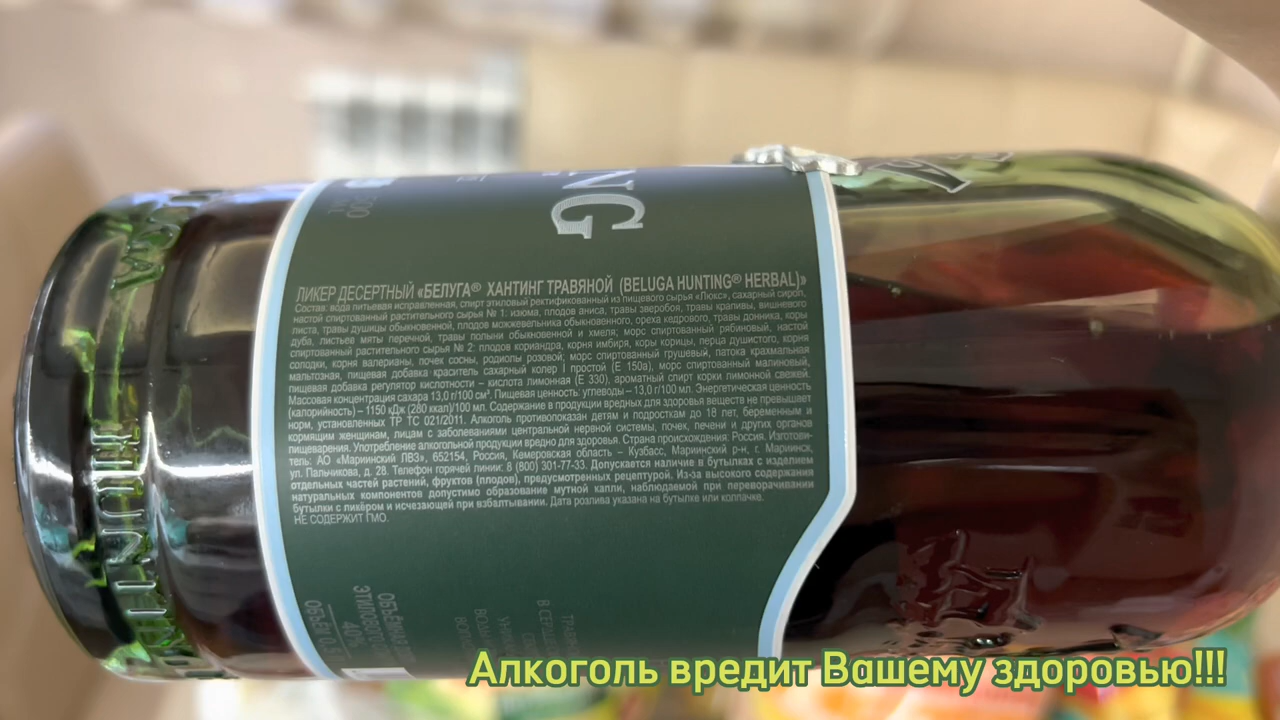 NG
ЛИКЕР ДЕСЕРТНЫЙ «БЕЛУГА® ХАНТИНГ ТРАВЯНОЙ (BELUGA HUNTING® HERBAL)»
Состав: вода питьевая исправленная, спирт этиловый ректификованный из пищевого сырья «Люкс», сахарный сироп,
настой спиртованный растительного сырья № 1: изюма, плодов аниса, травы зверобоя, травы крапивы, вишневого
листа, травы душицы обыкновенной, плодов можжевельника обыкновенного, ореха кедрового, травы донника, коры
дуба, листьев мяты перечной, травы полыни обыкновенной и хмеля; морс спиртованный рябиновый, настой
спиртованный растительного сырья № 2: плодов кориандра, корня имбиря, коры корицы, перца душистого, корня
солодки, корня валерианы, почек сосны, родиолы розовой; морс спиртованный грушевый, патока крахмальная
мальтозная, пищевая добавка краситель сахарный колер I простой (Е 150а), морс спиртованный малиновый,
пищевая добавка регулятор кислотности – кислота лимонная (Е 330), ароматный спирт корки лимонной свежей.
Массовая концентрация сахара 13,0 г/100 см³. Пищевая ценность: углеводы – 13,0 г/100 мл. Энергетическая ценность
(калорийность) – 1150 кДж (280 ккал)/100 мл. Содержание в продукции вредных для здоровья веществ не превышает
норм, установленных ТР ТС 021/2011. Алкоголь противопоказан детям и подросткам до 18 лет, беременным и
кормящим женщинам, лицам с заболеваниями центральной нервной системы, почек, печени и других органов
пищеварения. Употребление алкогольной продукции вредно для здоровья. Страна происхождения: Россия. Изготови-
тель: АО «Мариинский ЛВЗ», 652154, Россия, Кемеровская область – Кузбасс, Мариинский р-н, г. Мариинск,
ул. Пальчикова, д. 28. Телефон горячей линии: 8 (800) 301-77-33. Допускается наличие в бутылках с изделием
отдельных частей растений, фруктов (плодов), предусмотренных рецептурой. Из-за высокого содержания
натуральных компонентов допустимо образование мутной капли, наблюдаемой при переворачивании
бутылки с ликёром и исчезающей при взбалтывании. Дата розлива указана на бутылке или колпачке.
НЕ СОДЕРЖИТ ГМО.
Алкоголь вредит Вашему здоровью!!!